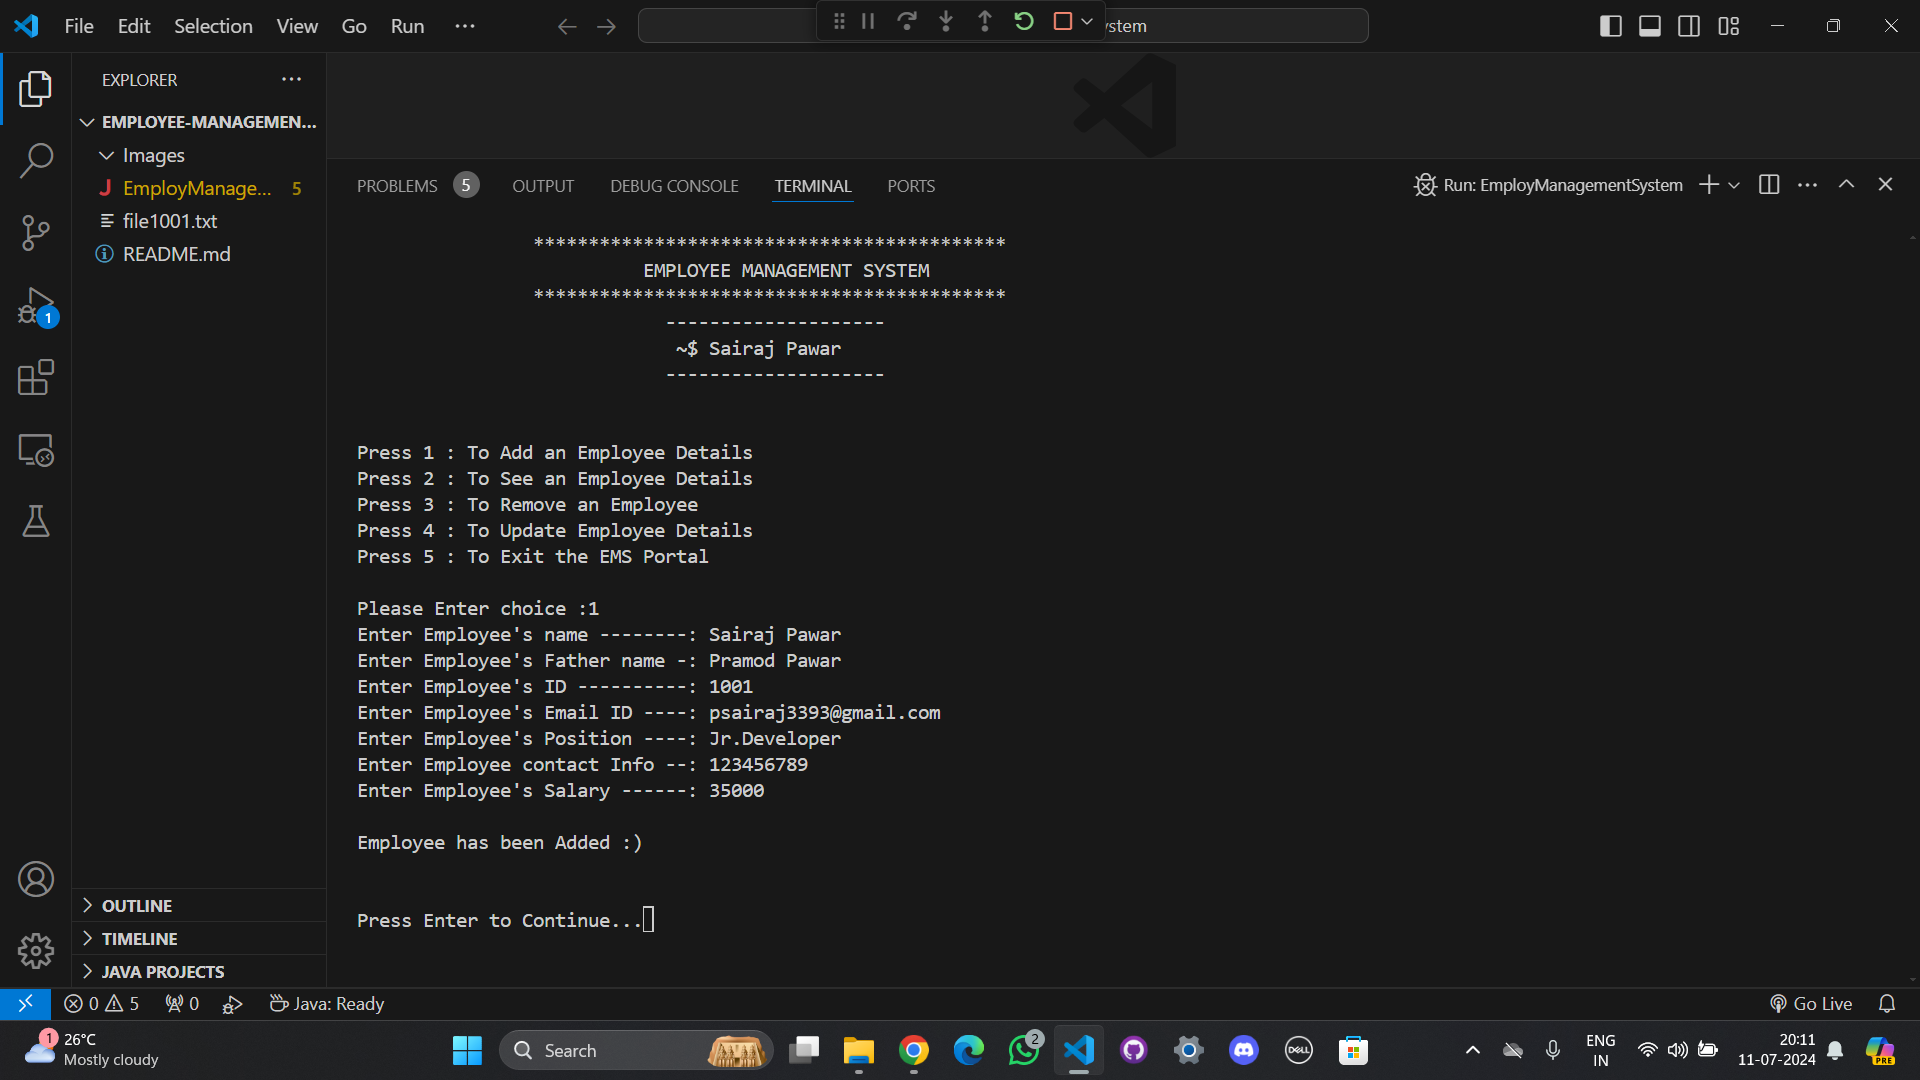 File Edit Selection View Go Run ··· stem
EXPLORER ···
EMPLOYEE-MANAGEMEN...
Images
J EmployManage... 5
file1001.txt
README.md
1
OUTLINE
TIMELINE
JAVA PROJECTS
PROBLEMS 5 OUTPUT DEBUG CONSOLE TERMINAL PORTS Run: EmployManagementSystem
*******************************************
EMPLOYEE MANAGEMENT SYSTEM
*******************************************
--------------------
~$ Sairaj Pawar
--------------------
Press 1 : To Add an Employee Details
Press 2 : To See an Employee Details
Press 3 : To Remove an Employee
Press 4 : To Update Employee Details
Press 5 : To Exit the EMS Portal
Please Enter choice :1
Enter Employee's name --------: Sairaj Pawar
Enter Employee's Father name -: Pramod Pawar
Enter Employee's ID ----------: 1001
Enter Employee's Email ID ----: psairaj3393@gmail.com
Enter Employee's Position ----: Jr.Developer
Enter Employee contact Info --: 123456789
Enter Employee's Salary ------: 35000
Employee has been Added :)
Press Enter to Continue...
0 5 0 Java: Ready Go Live
1 26°C
Mostly cloudy
Search
2
DELL
ENG
IN
20:11
11-07-2024
PRE